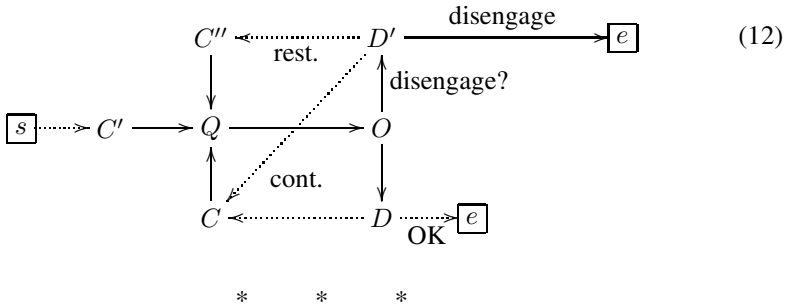 disengage
C'' D' e (12)
rest.
disengage?
s C' Q O
cont.
C D e
OK
* * *